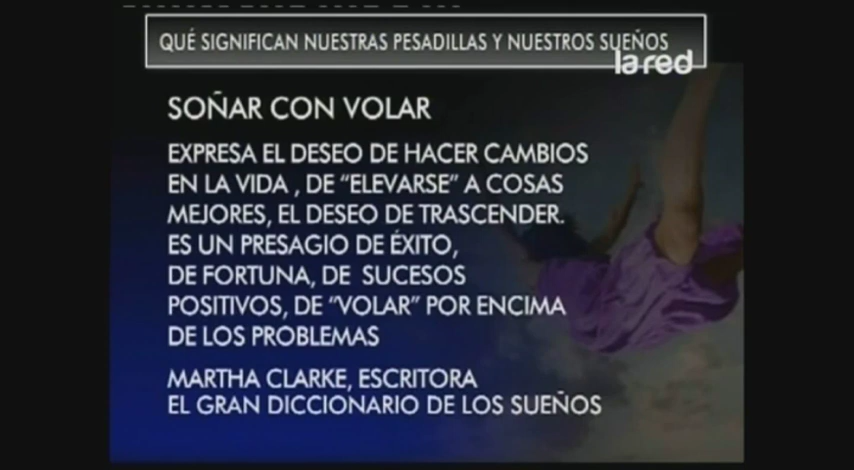 QUÉ SIGNIFICAN NUESTRAS PESADILLAS Y NUESTROS SUEÑOS
la red
SOÑAR CON VOLAR
EXPRESA EL DESEO DE HACER CAMBIOS
EN LA VIDA , DE “ELEVARSE” A COSAS
MEJORES, EL DESEO DE TRASCENDER.
ES UN PRESAGIO DE ÉXITO,
DE FORTUNA, DE SUCESOS
POSITIVOS, DE “VOLAR” POR ENCIMA
DE LOS PROBLEMAS
MARTHA CLARKE, ESCRITORA
EL GRAN DICCIONARIO DE LOS SUEÑOS